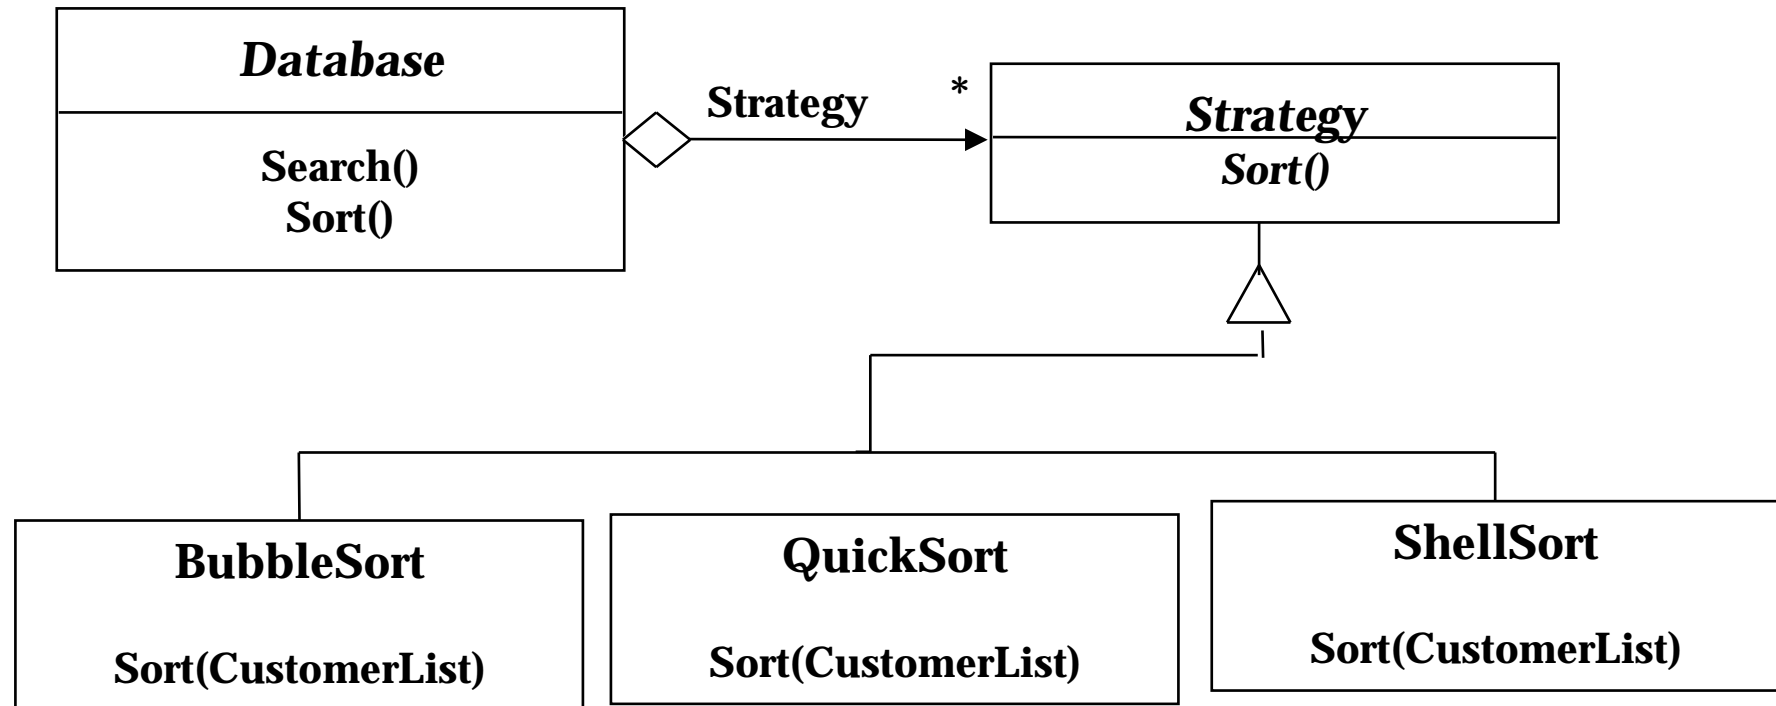 Database
Search()
Sort()
Strategy
*
Strategy
Sort()
BubbleSort
Sort(CustomerList)
QuickSort
Sort(CustomerList)
ShellSort
Sort(CustomerList)